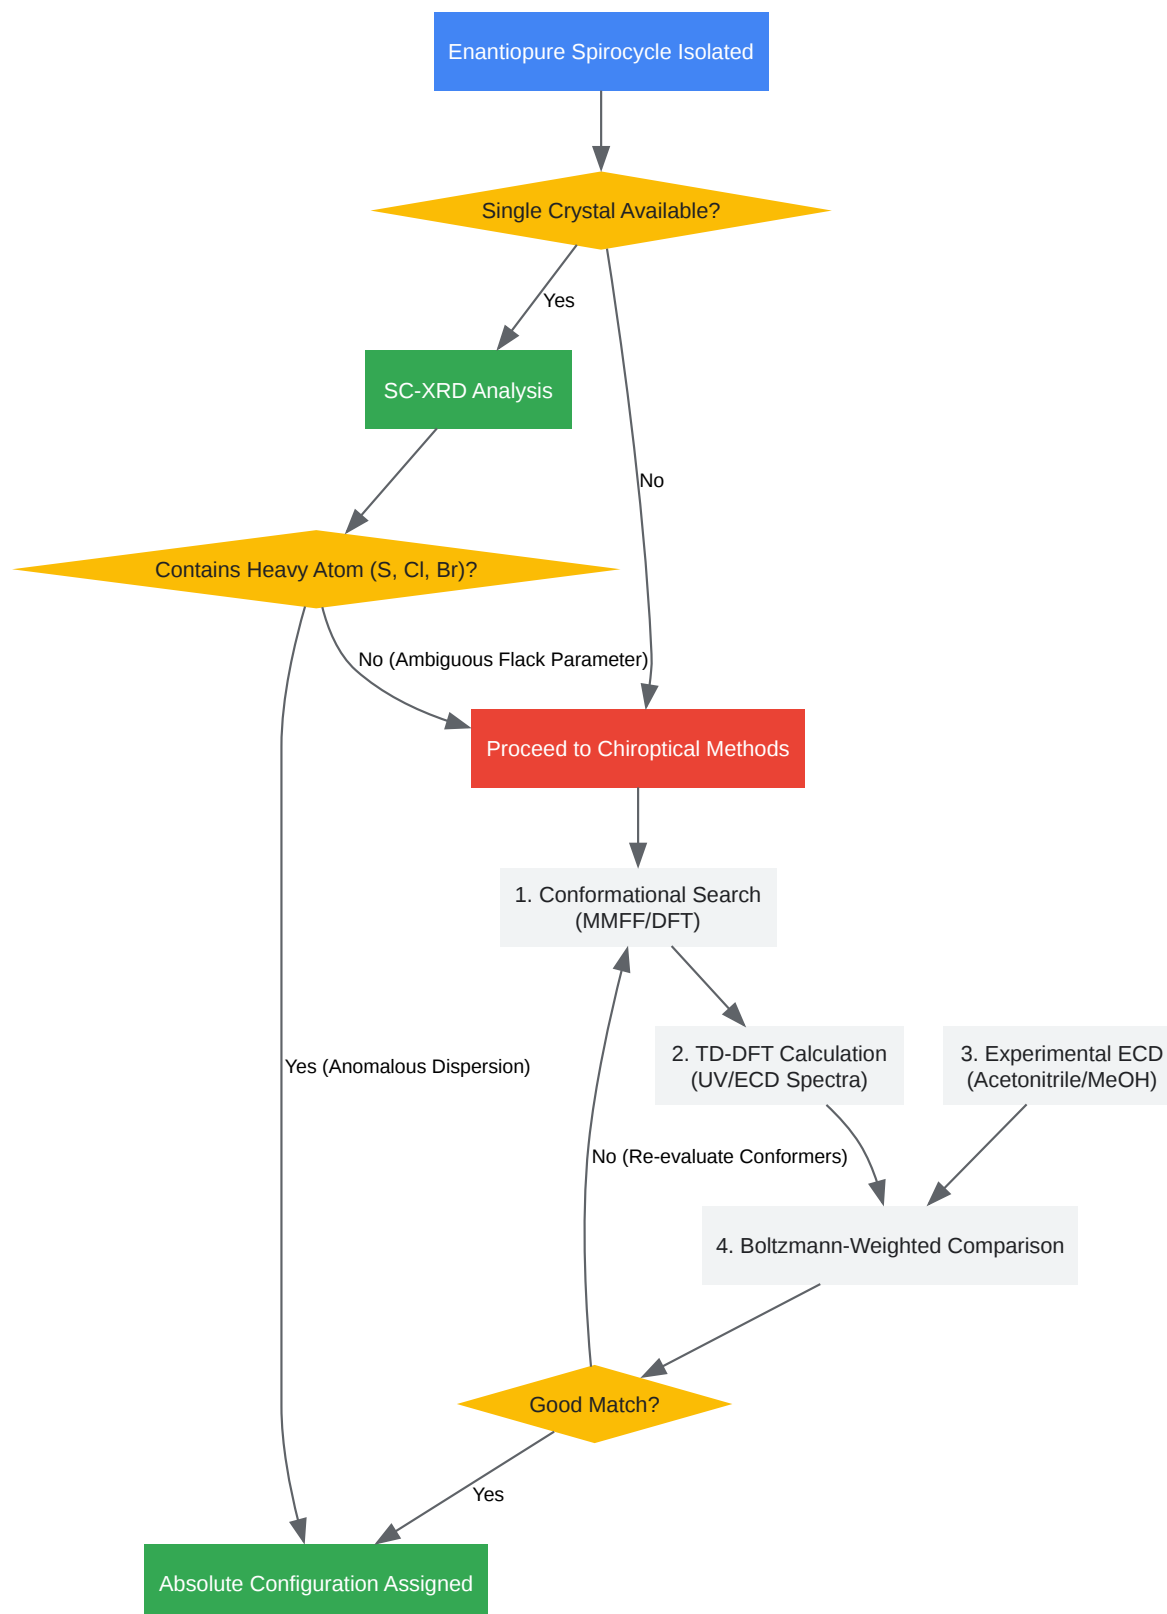 Enantiopure Spirocycle Isolated
Single Crystal Available?
Yes
SC-XRD Analysis
No
Contains Heavy Atom (S, Cl, Br)?
No (Ambiguous Flack Parameter)
Proceed to Chiroptical Methods
1. Conformational Search
(MMFF/DFT)
2. TD-DFT Calculation
(UV/ECD Spectra)
3. Experimental ECD
(Acetonitrile/MeOH)
Yes (Anomalous Dispersion)
No (Re-evaluate Conformers)
4. Boltzmann-Weighted Comparison
Good Match?
Yes
Absolute Configuration Assigned